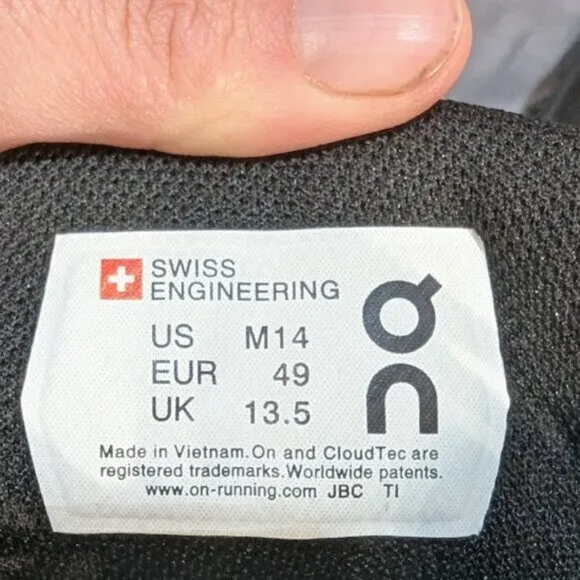 SWISS
ENGINEERING
US M14
EUR 49
UK 13.5
Made in Vietnam. On and CloudTec are
registered trademarks. Worldwide patents.
www.on-running.com JBC TI